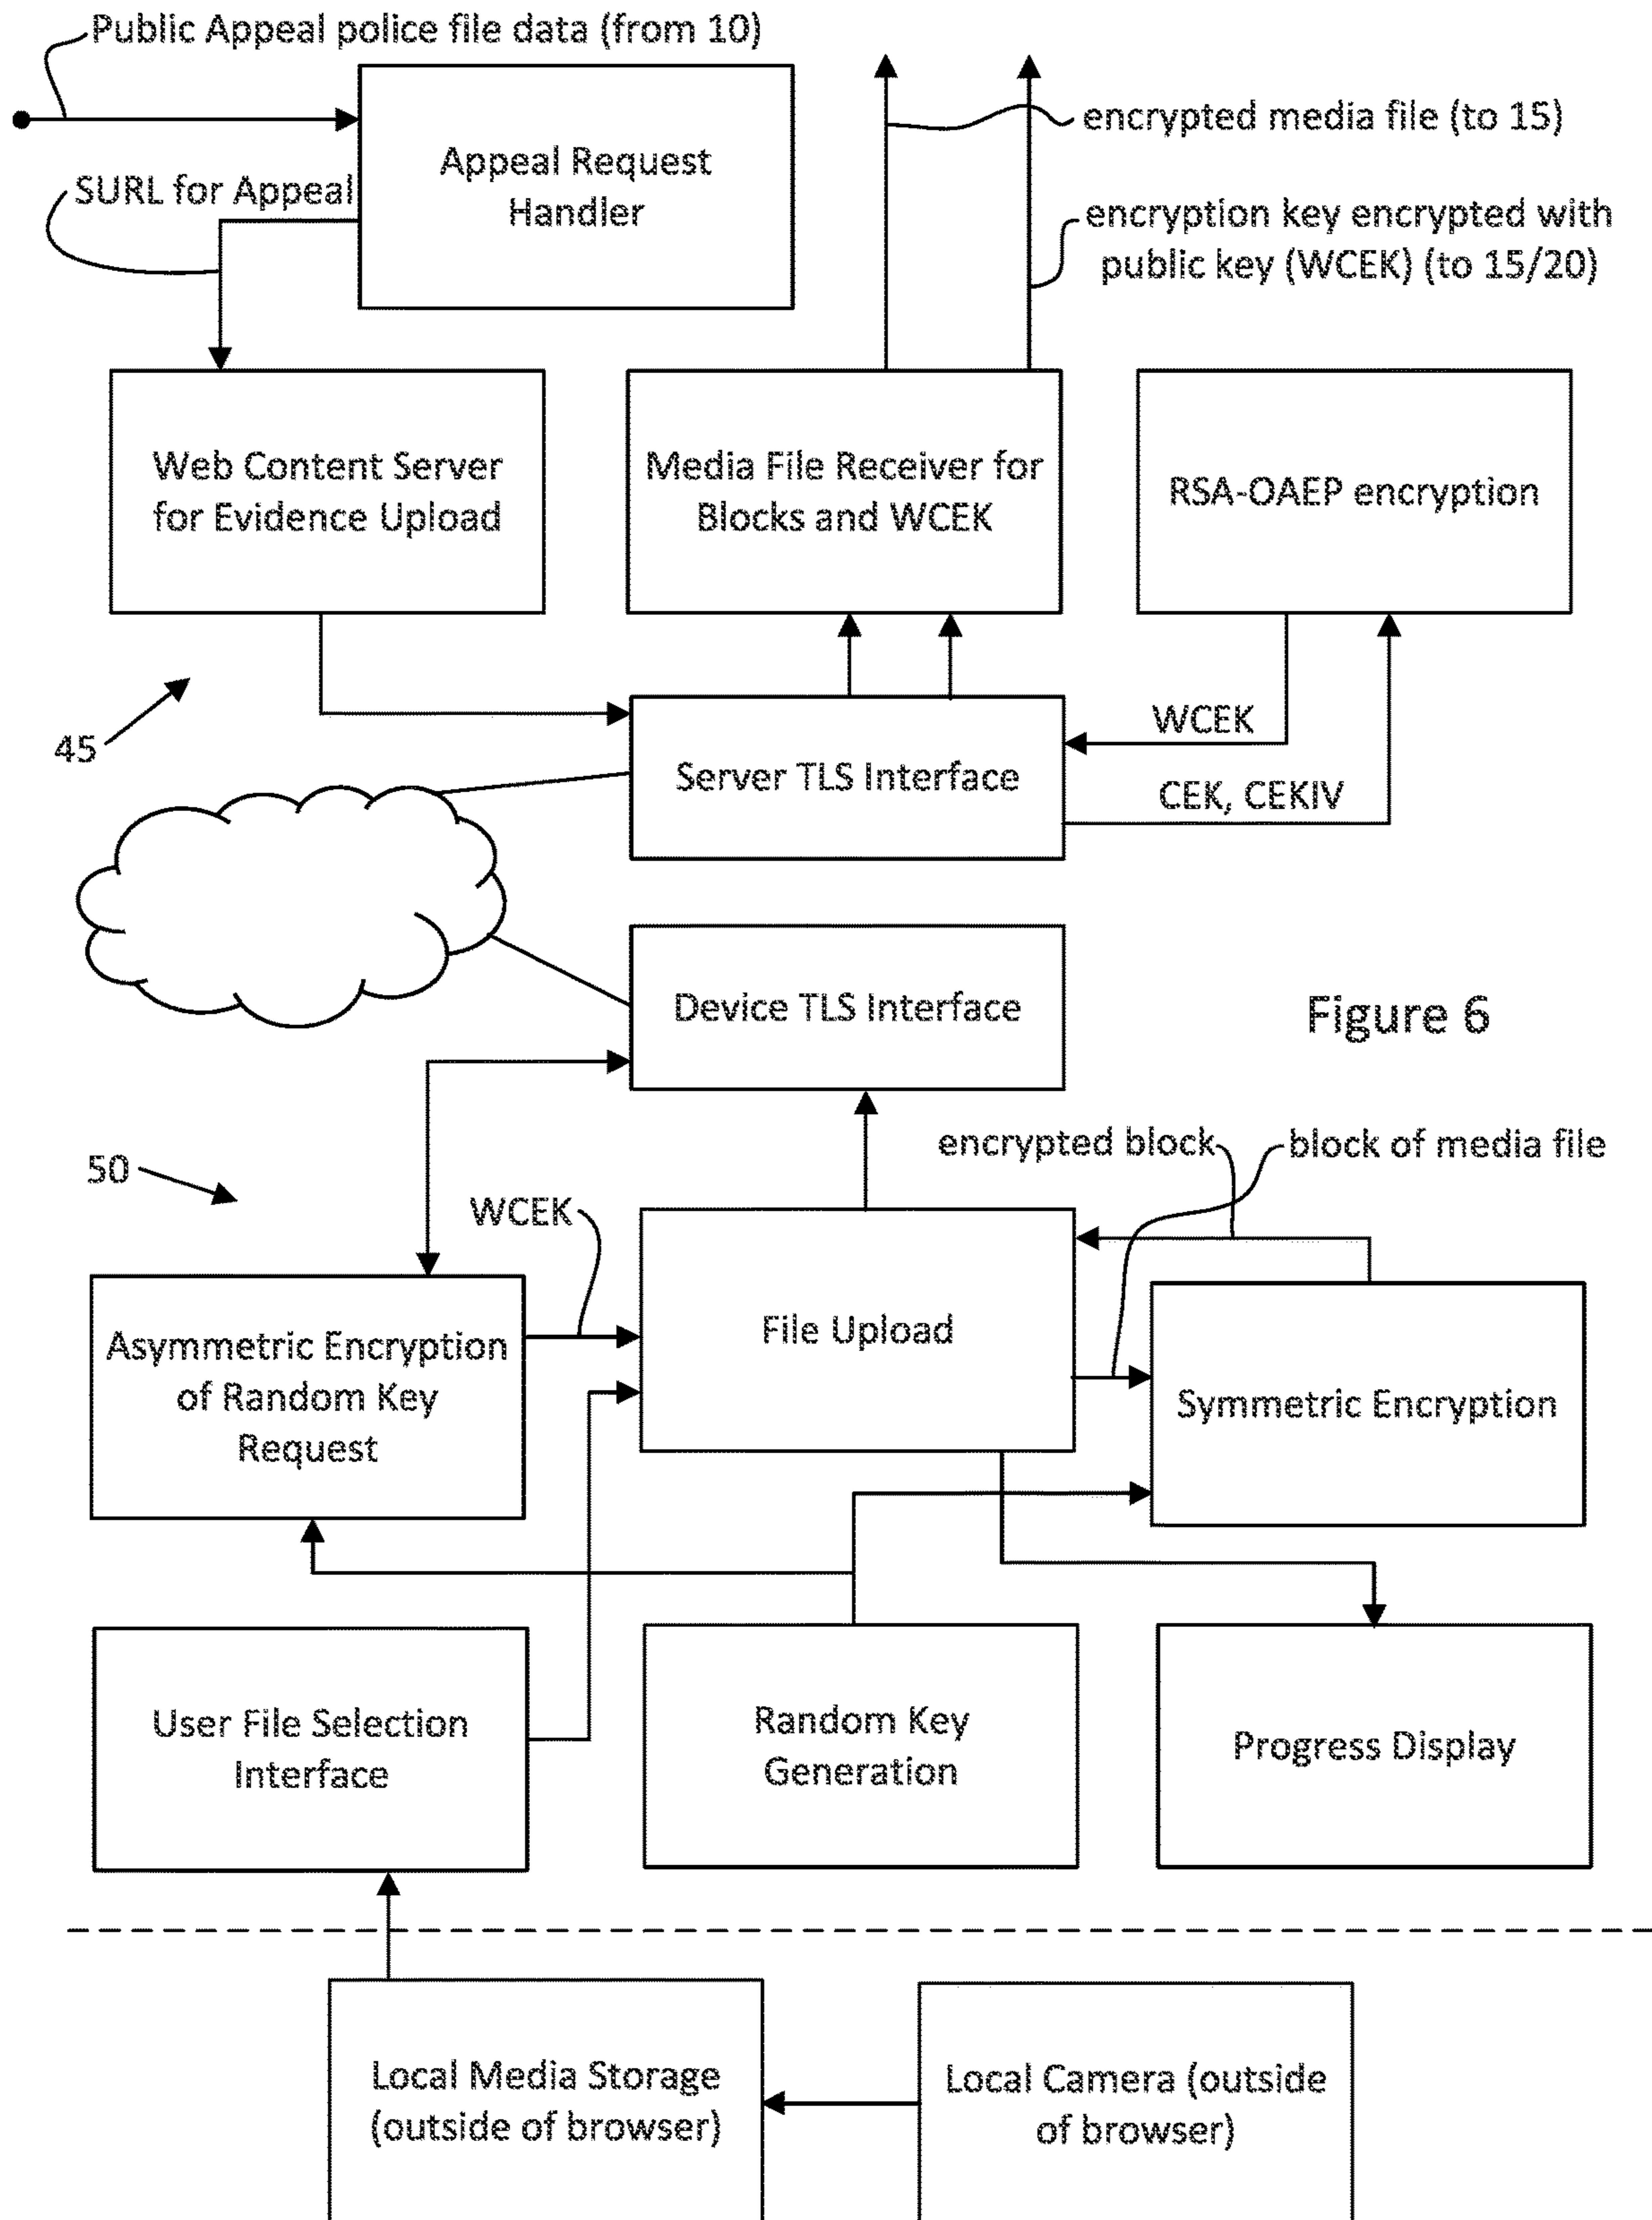 Public Appeal police file data (from 10)
Appeal Request
Handler
SURL for Appeal
encrypted media file (to 15)
encryption key encrypted with
public key (WCEK) (to 15/20)
Web Content Server
for Evidence Upload
Media File Receiver for
Blocks and WCEK
RSA-OAEP encryption
45
Server TLS Interface
WCEK
CEK, CEKIV
Device TLS Interface
Figure 6
50
WCEK
encrypted block
block of media file
Asymmetric Encryption
of Random Key
Request
File Upload
Symmetric Encryption
User File Selection
Interface
Random Key
Generation
Progress Display
Local Media Storage
(outside of browser)
Local Camera (outside
of browser)